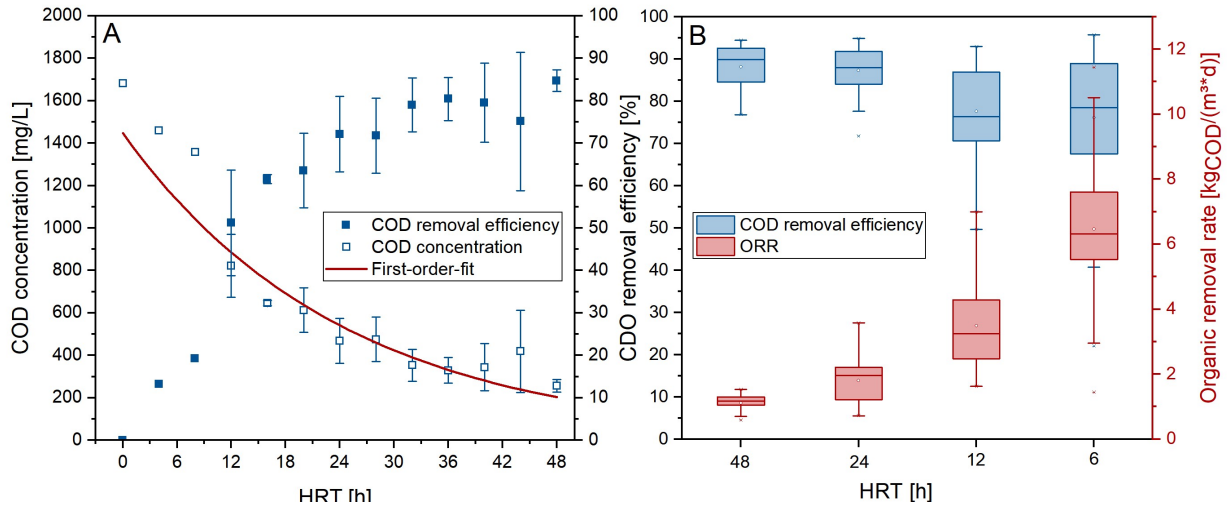 A
COD concentration [mg/L]
2000
1800
1600
1400
1200
1000
800
600
400
200
0
100
90
80
70
60
50
40
30
20
10
0
COD removal efficiency
COD concentration
First-order-fit
0 6 12 18 24 30 36 42 48
HRT [h]
B
CDO removal efficiency [%]
100
90
80
70
60
50
40
30
20
10
0
COD removal efficiency
ORR
12
10
8
6
4
2
0
Organic removal rate [kgCOD/(m³*d)]
48 24 12 6
HRT [h]